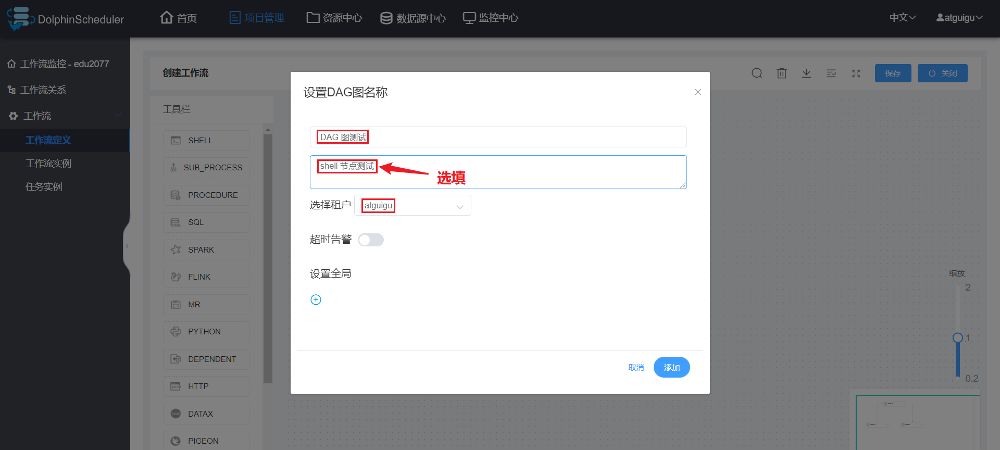 DolphinScheduler
首页
项目管理
资源中心
数据源中心
监控中心
中文
atguigu
工作流监控 - edu2077
工作流关系
工作流
工作流定义
工作流实例
任务实例
创建工作流
保存
关闭
工具栏
SHELL
SUB_PROCESS
PROCEDURE
SQL
SPARK
FLINK
MR
PYTHON
DEPENDENT
HTTP
DATAX
PIGEON
设置DAG图名称
DAG 图测试
shell 节点测试
选填
选择租户
atguigu
超时告警
设置全局
取消
添加
缩放
2
1
0.2